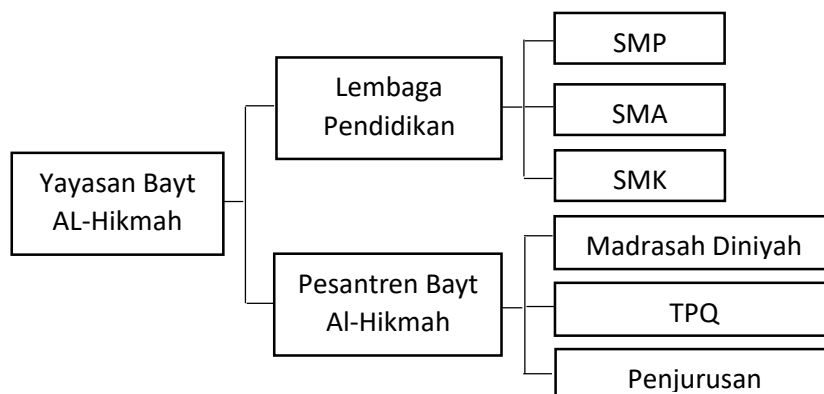 Yayasan Bayt
AL-Hikmah
Lembaga
Pendidikan
SMP
SMA
SMK
Pesantren Bayt
Al-Hikmah
Madrasah Diniyah
TPQ
Penjurusan